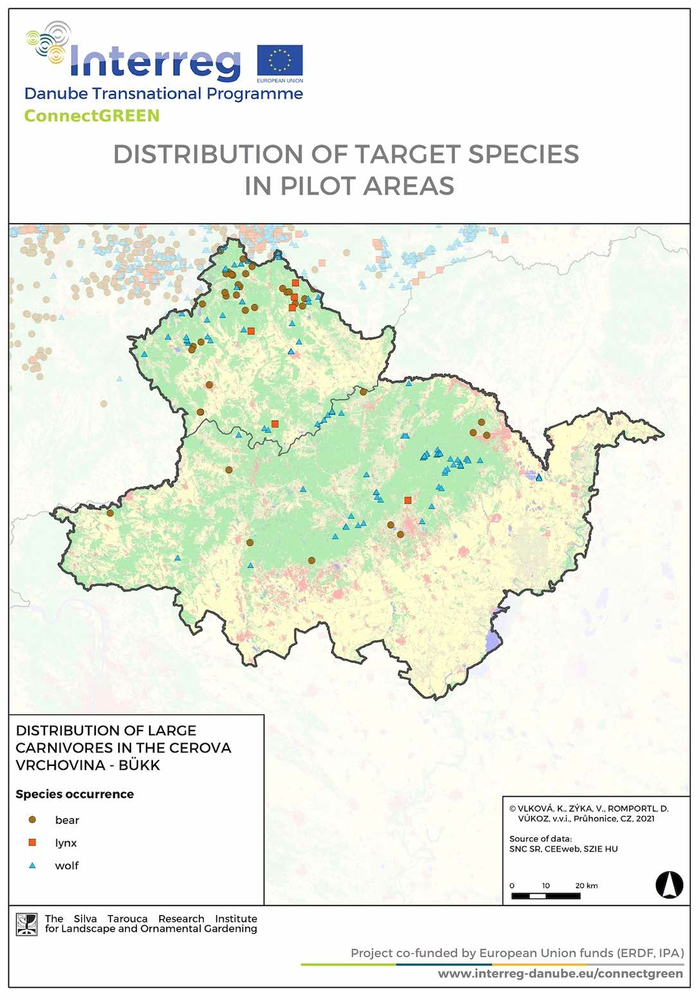 Interreg
EUROPEAN UNION
Danube Transnational Programme
ConnectGREEN
DISTRIBUTION OF TARGET SPECIES
IN PILOT AREAS
DISTRIBUTION OF LARGE
CARNIVORES IN THE CEROVA
VRCHOVINA - BÜKK
Species occurrence
bear
lynx
wolf
© VLKOVÁ, K., ZÝKA, V., ROMPORTL, D.
VÚKOZ, v.v.i., Průhonice, CZ, 2021
Source of data:
SNC SR, CEEweb, SZIE HU
0 10 20 km
The Silva Tarouca Research Institute
for Landscape and Ornamental Gardening
Project co-funded by European Union funds (ERDF, IPA)
www.interreg-danube.eu/connectgreen